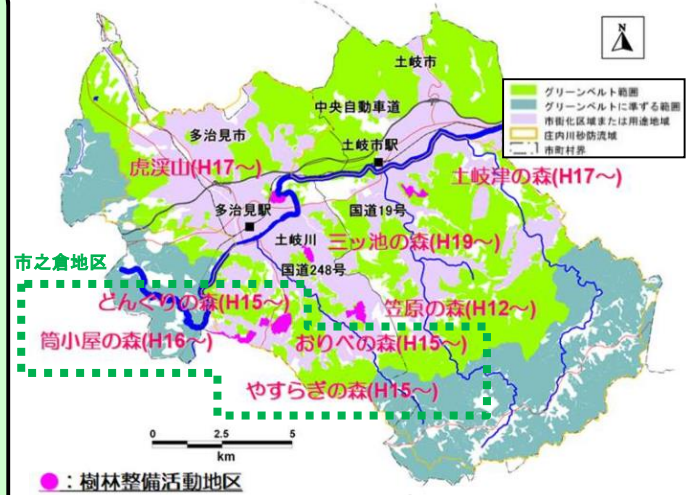 N
グリーンベルト範囲
グリーンベルトに準ずる範囲
市街化区域または用途地域
庄内川砂防流域
市町村界
土岐市
中央自動車道
多治見市
土岐市駅
虎渓山(H17～)
土岐津の森(H17～)
多治見駅
国道19号
土岐川
三ッ池の森(H19～)
市之倉地区
国道248号
どんぐりの森(H15～)
笠原の森(H12～)
筒小屋の森(H16～)
おりべの森(H15～)
やすらぎの森(H15～)
0 2.5 5
km
●：樹林整備活動地区